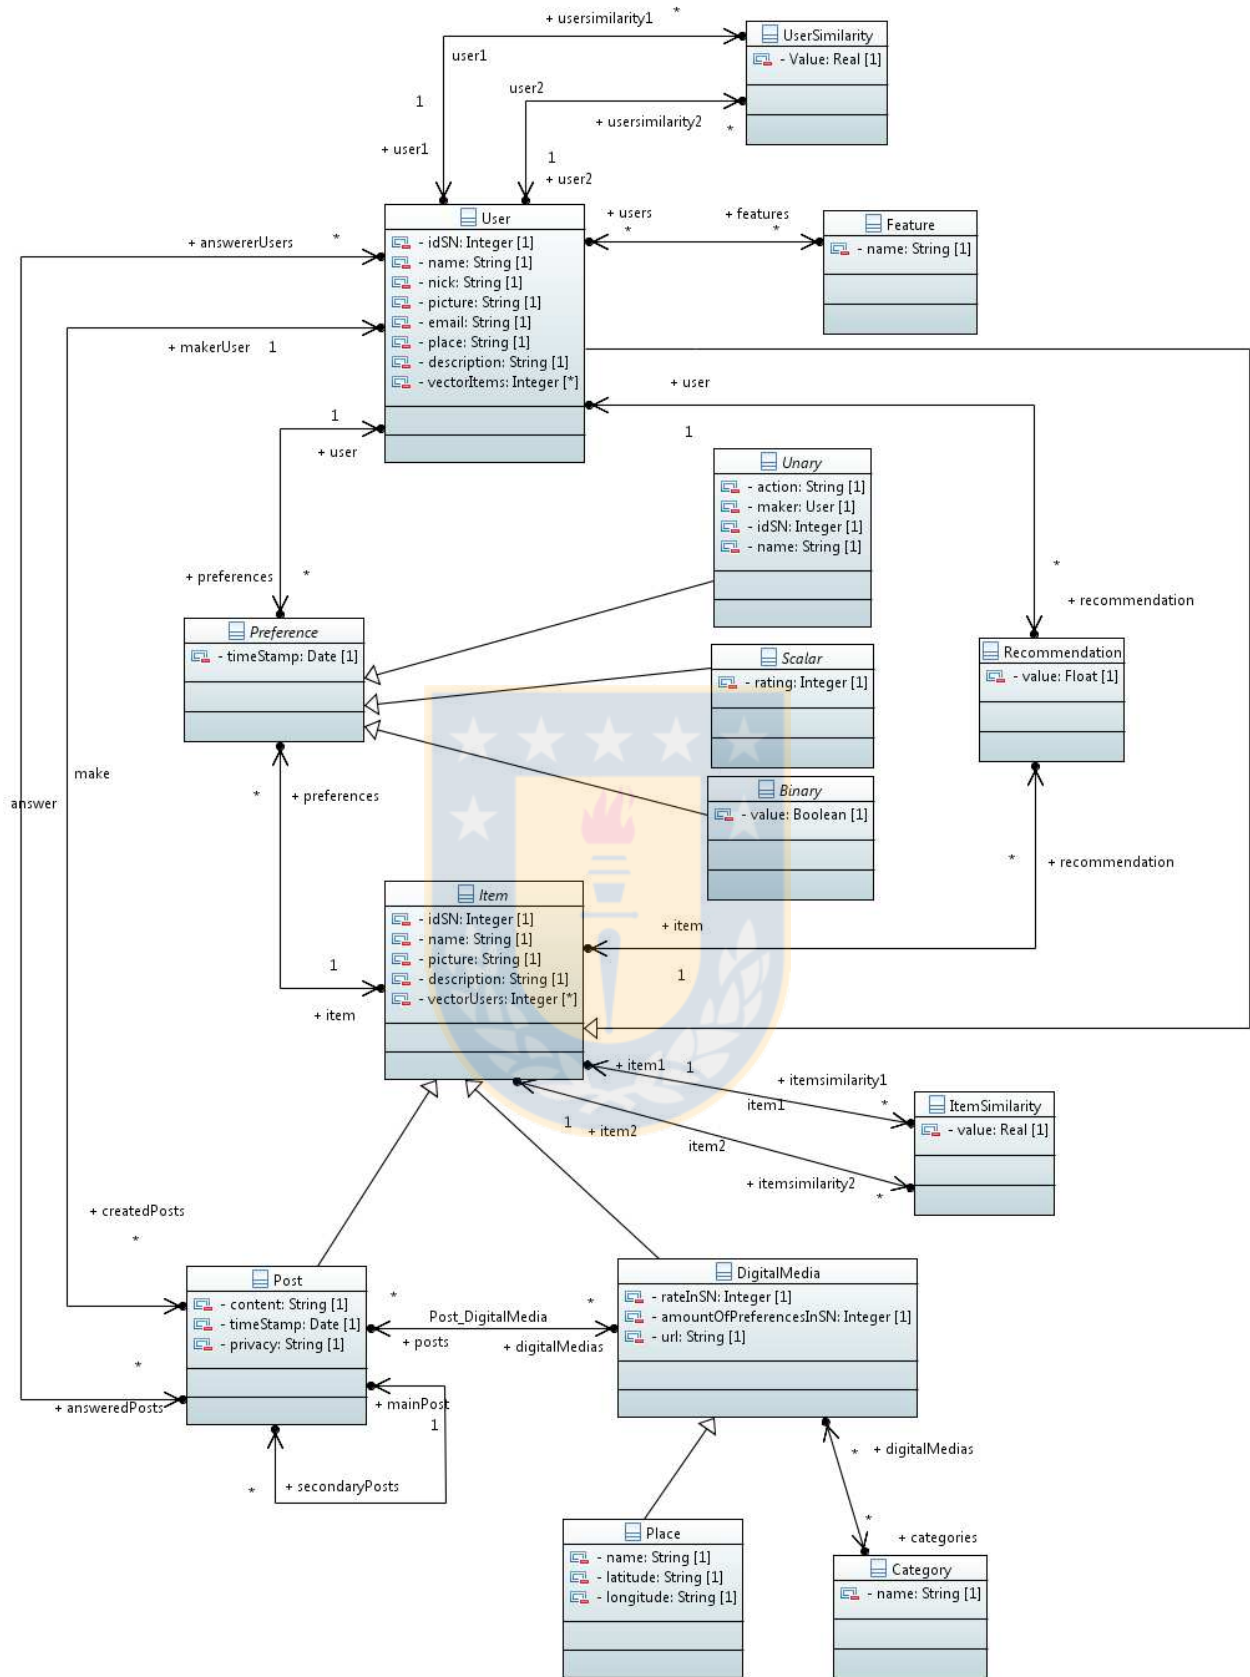 + usersimilarity1
*
UserSimilarity
- Value: Real [1]
user1
user2
1
+ usersimilarity2
*
+ user1
1
+ user2
User
- idSN: Integer [1]
- name: String [1]
- nick: String [1]
- picture: String [1]
- email: String [1]
- place: String [1]
- description: String [1]
- vectorItems: Integer [*]
+ users
*
+ features
*
Feature
- name: String [1]
+ answererUsers
*
+ makerUser
1
+ user
1
1
+ user
Unary
- action: String [1]
- maker: User [1]
- idSN: Integer [1]
- name: String [1]
+ preferences
*
*
+ recommendation
Preference
- timeStamp: Date [1]
Scalar
- rating: Integer [1]
Recommendation
- value: Float [1]
make
answer
*
+ preferences
Binary
- value: Boolean [1]
*
+ recommendation
Item
- idSN: Integer [1]
- name: String [1]
- picture: String [1]
- description: String [1]
- vectorUsers: Integer [*]
+ item
1
1
+ item
+ item1
1
+ itemsimilarity1
item1
*
ItemSimilarity
- value: Real [1]
1
+ item2
item2
+ itemsimilarity2
*
+ createdPosts
*
Post
- content: String [1]
- timeStamp: Date [1]
- privacy: String [1]
*
Post_DigitalMedia
*
+ posts
+ digitalMedias
DigitalMedia
- rateInSN: Integer [1]
- amountOfPreferencesInSN: Integer [1]
- url: String [1]
*
+ answeredPosts
+ mainPost
1
+ secondaryPosts
*
*
+ digitalMedias
*
+ categories
Place
- name: String [1]
- latitude: String [1]
- longitude: String [1]
Category
- name: String [1]